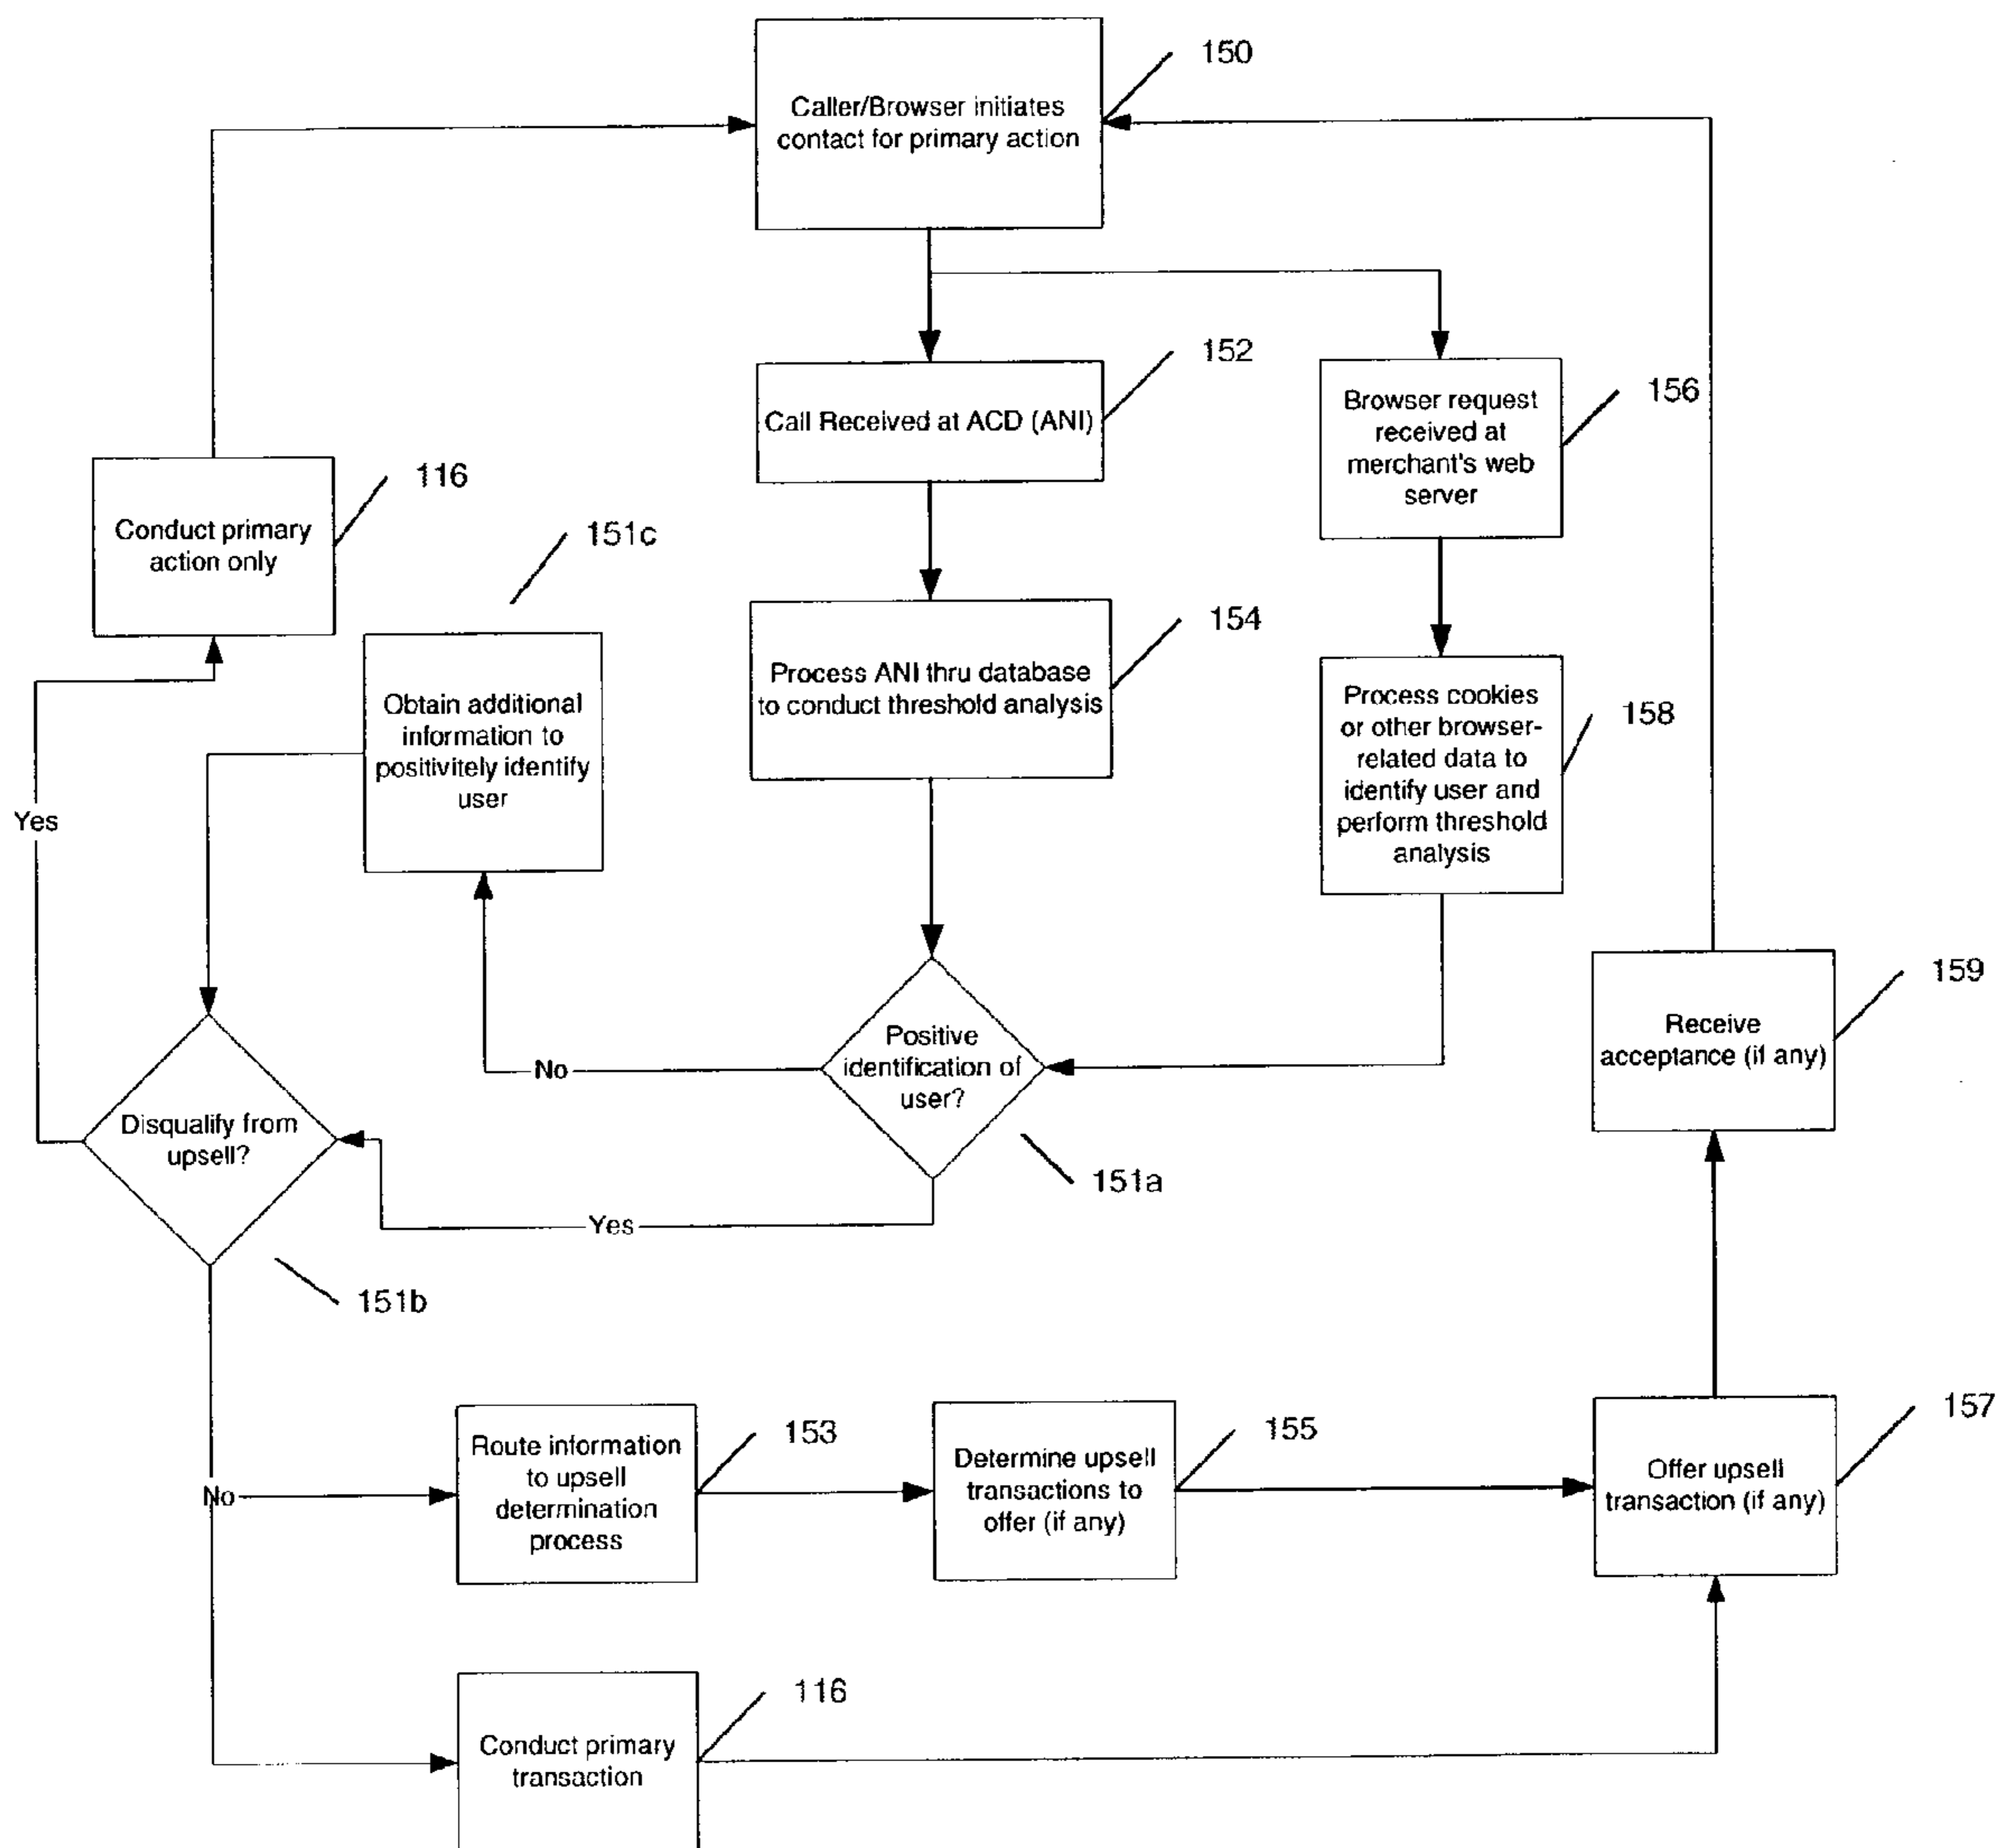 150
Caller/Browser initiates
contact for primary action
152
Call Received at ACD (ANI)
156
Browser request
received at
merchant's web
server
116
Conduct primary
action only
151c
Obtain additional
information to
positivitely identify
user
154
Process ANI thru database
to conduct threshold analysis
158
Process cookies
or other browser-
related data to
identify user and
perform threshold
analysis
Yes
159
Receive
acceptance (if any)
Positive
identification of
user?
No
151a
Disqualify from
upsell?
Yes
151b
No
153
Route information
to upsell
determination
process
155
Determine upsell
transactions to
offer (if any)
157
Offer upsell
transaction (if any)
116
Conduct primary
transaction